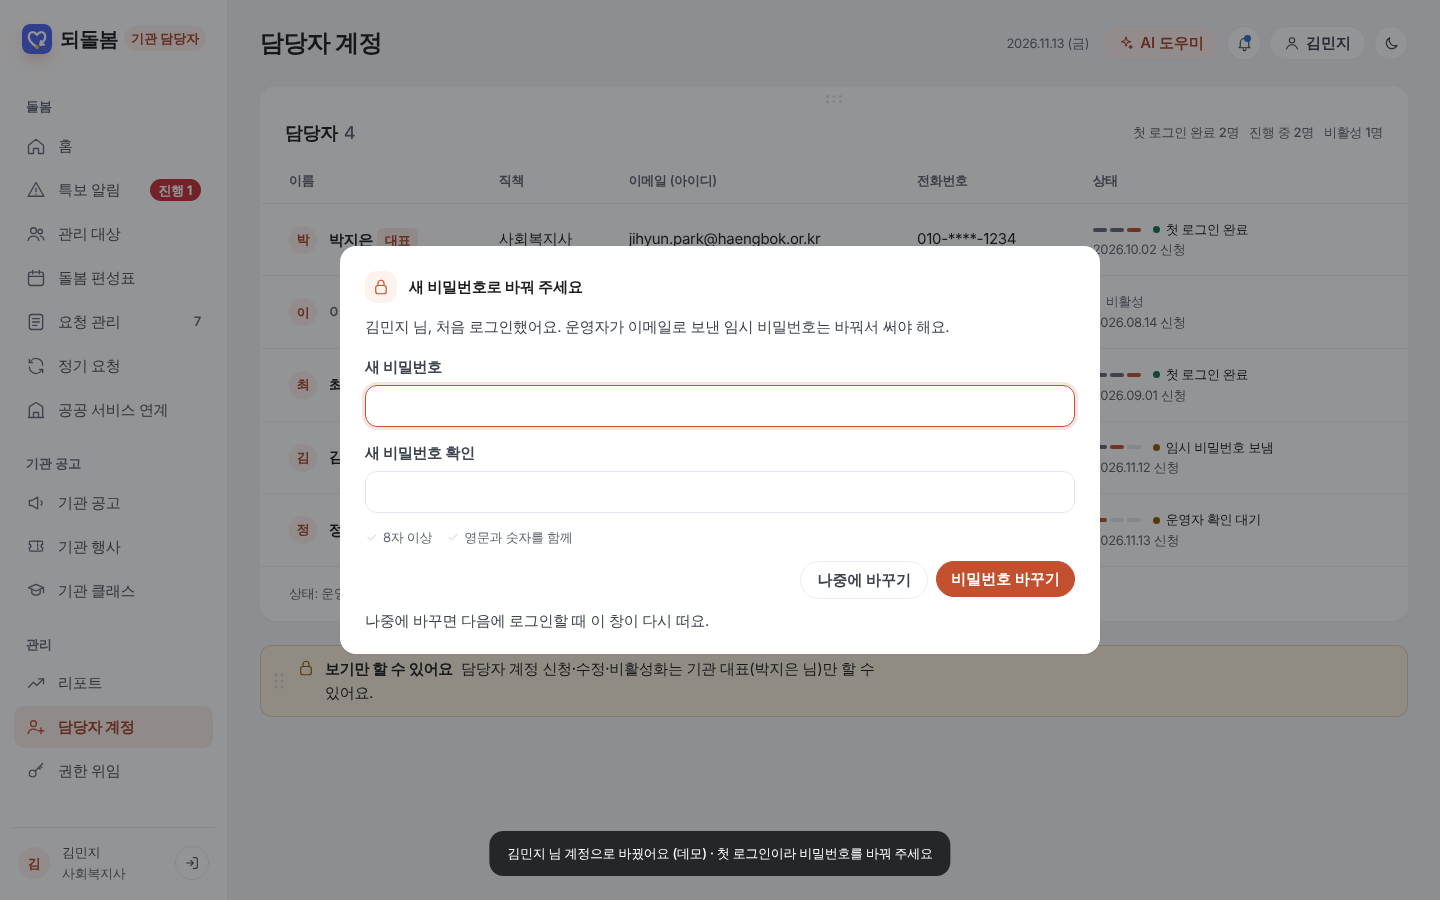 되돌봄 기관 담당자
돌봄
홈
특보 알림 진행 1
관리 대상
돌봄 편성표
요청 관리 7
정기 요청
공공 서비스 연계
기관 공고
기관 공고
기관 행사
기관 클래스
관리
리포트
담당자 계정
권한 위임
김 김민지
사회복지사
담당자 계정
2026.11.13 (금) AI 도우미 김민지
담당자 4
첫 로그인 완료 2명 진행 중 2명 비활성 1명
이름 직책 이메일 (아이디) 전화번호 상태
박 박지은 대표 사회복지사 jihyun.park@haengbok.or.kr 010-****-1234 첫 로그인 완료
2026.10.02 신청
이 비활성
026.08.14 신청
최 첫 로그인 완료
026.09.01 신청
김 임시 비밀번호 보냄
026.11.12 신청
정 운영자 확인 대기
026.11.13 신청
상태: 운영
새 비밀번호로 바꿔 주세요
김민지 님, 처음 로그인했어요. 운영자가 이메일로 보낸 임시 비밀번호는 바꿔서 써야 해요.
새 비밀번호
새 비밀번호 확인
8자 이상 영문과 숫자를 함께
나중에 바꾸기 비밀번호 바꾸기
나중에 바꾸면 다음에 로그인할 때 이 창이 다시 떠요.
보기만 할 수 있어요 담당자 계정 신청·수정·비활성화는 기관 대표(박지은 님)만 할 수
있어요.
김민지 님 계정으로 바꿨어요 (데모) · 첫 로그인이라 비밀번호를 바꿔 주세요